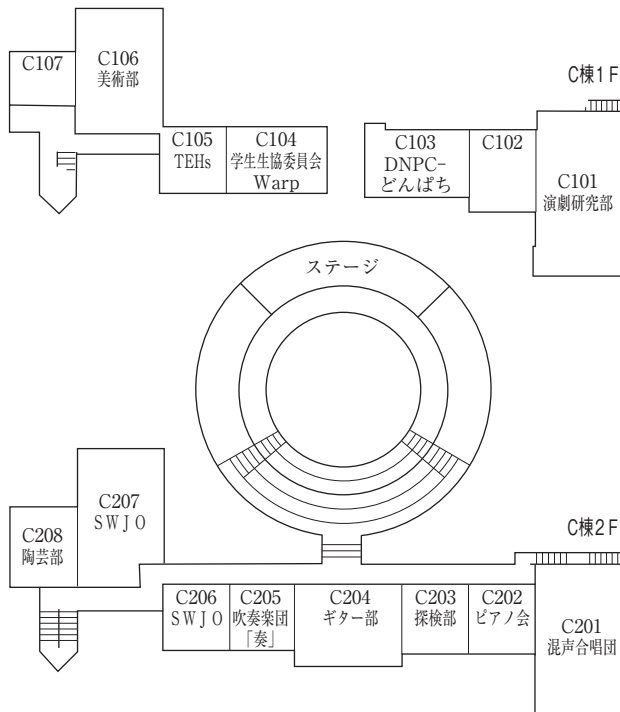 C107
C106
美術部
C棟1F
C105
TEHs
C104
学生生協委員会
Warp
C103
DNPC-
どんぱち
C102
C101
演劇研究部
ステージ
C207
SWJO
C208
陶芸部
C棟2F
C206
SWJO
C205
吹奏楽団
「奏」
C204
ギター部
C203
探検部
C202
ピアノ会
C201
混声合唱団